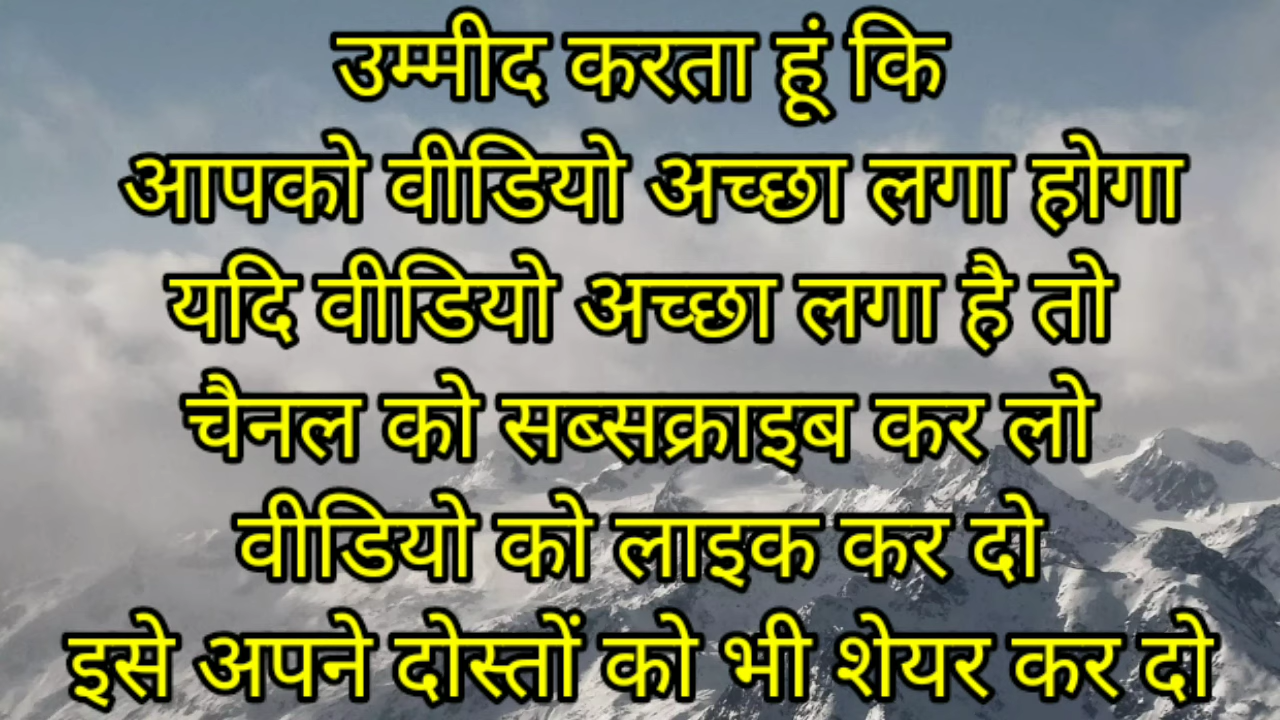 उम्मीद करता हूं कि
आपको वीडियो अच्छा लगा होगा
यदि वीडियो अच्छा लगा है तो
चैनल को सब्सक्राइब कर लो
वीडियो को लाइक कर दो
इसे अपने दोस्तों को भी शेयर कर दो